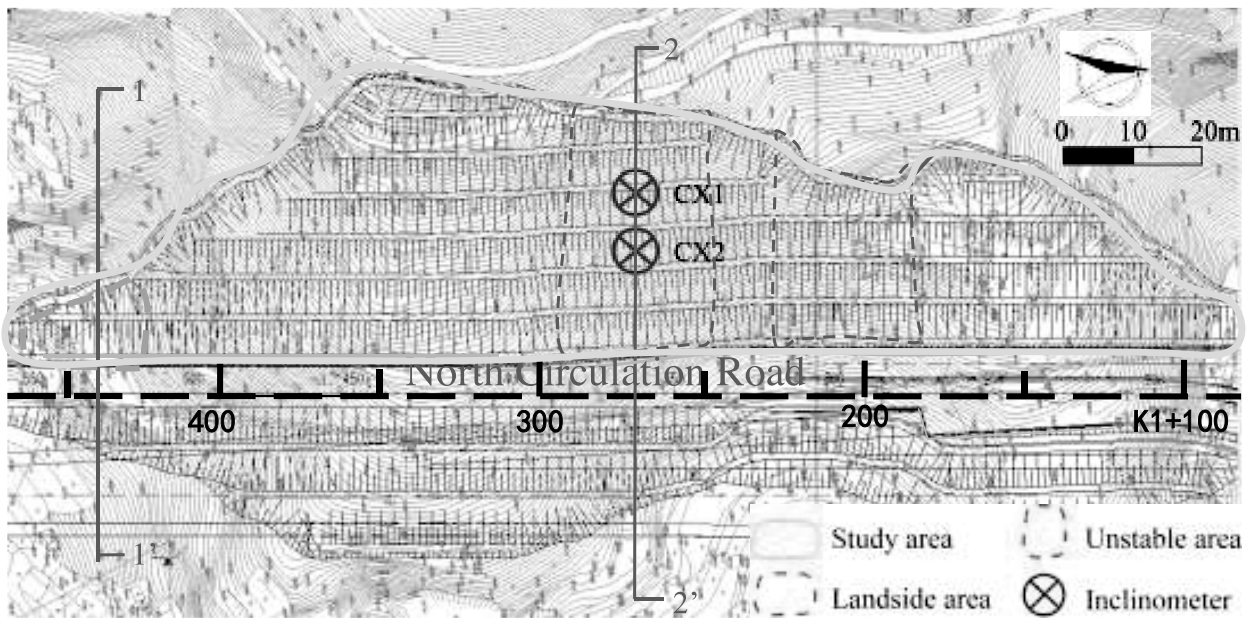 1
2
0 10 20m
CX1
CX2
North Circulation Road
400 300 200 K1+100
1'
2’
Study area
Unstable area
Landside area
Inclinometer